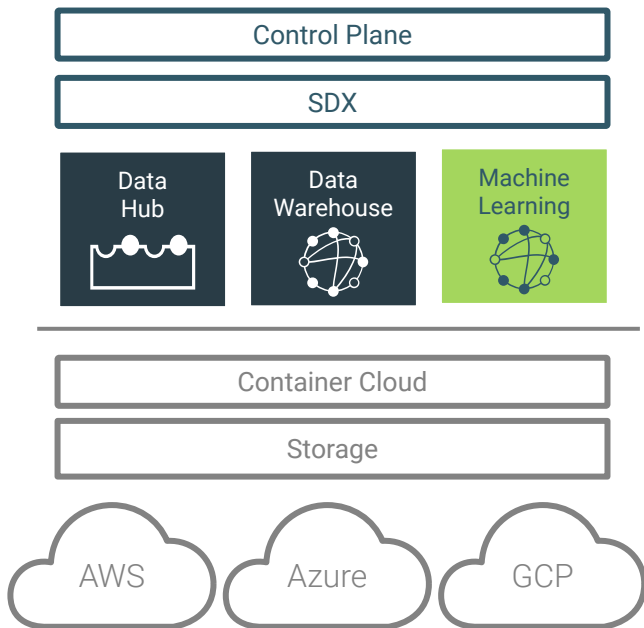 Control Plane
SDX
Data
Hub
Data
Warehouse
Machine
Learning
Container Cloud
Storage
AWS
Azure
GCP